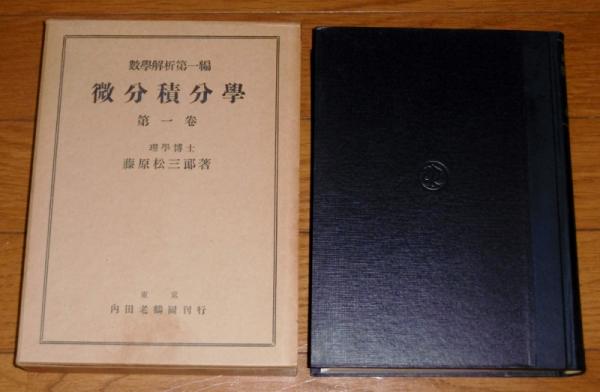 數學解析第一編
微分積分學
第一卷
理學博士
藤原松三郎著
東京
內田老鶴圃刊行